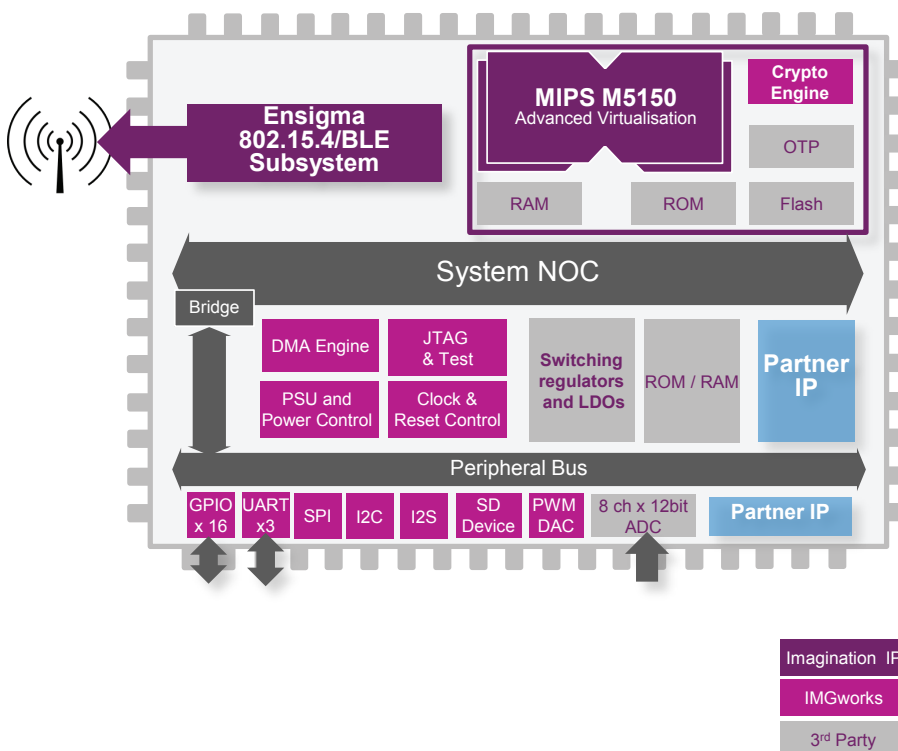 Ensigma
802.15.4/BLE
Subsystem
MIPS M5150
Advanced Virtualisation
Crypto
Engine
OTP
RAM
ROM
Flash
System NOC
Bridge
DMA Engine
JTAG
& Test
PSU and
Power Control
Clock &
Reset Control
Switching
regulators
and LDOs
ROM / RAM
Partner
IP
Peripheral Bus
GPIO
x 16
UART
x3
SPI
I2C
I2S
SD
Device
PWM
DAC
8 ch x 12bit
ADC
Partner IP
Imagination IP
IMGworks
3rd Party